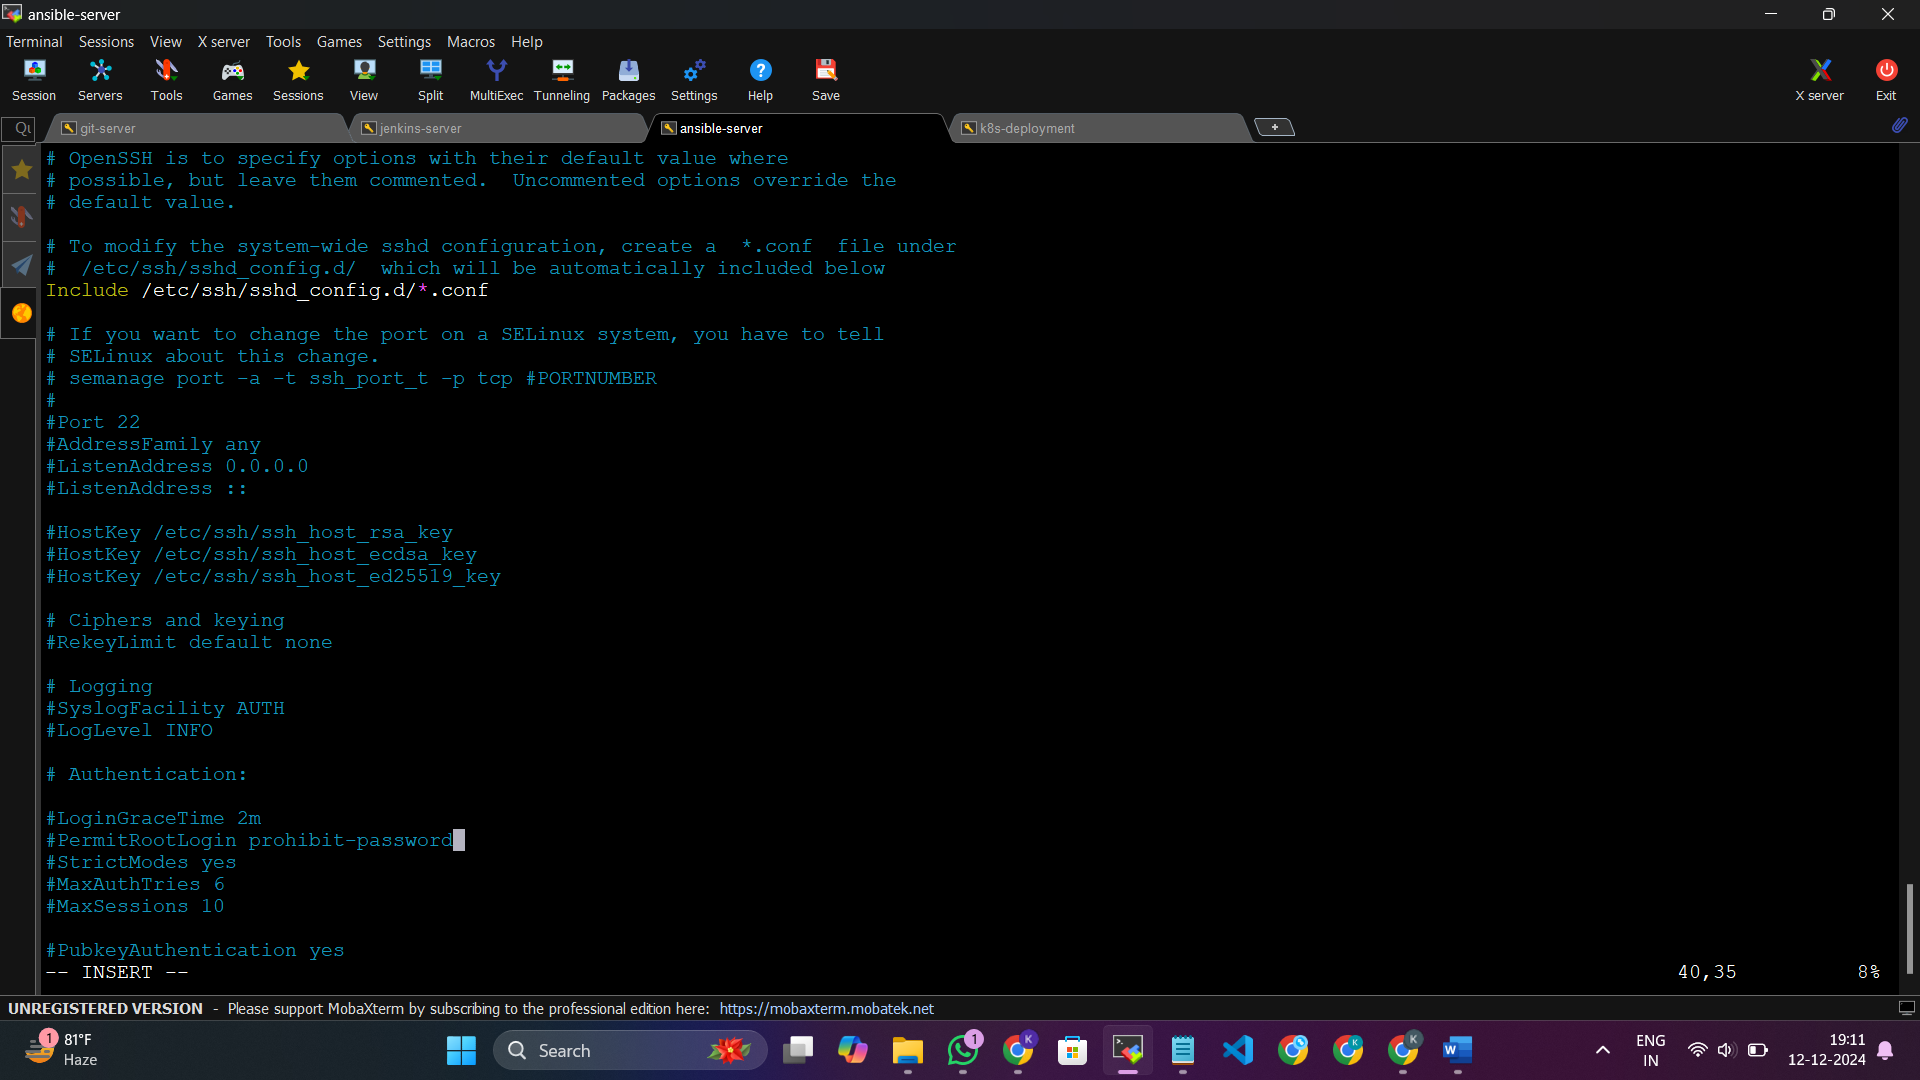 ansible-server
Terminal Sessions View X server Tools Games Settings Macros Help
Session Servers Tools Games Sessions View Split MultiExec Tunneling Packages Settings Help Save X server Exit
git-server jenkins-server ansible-server k8s-deployment
# OpenSSH is to specify options with their default value where
# possible, but leave them commented.  Uncommented options override the
# default value.
# To modify the system-wide sshd configuration, create a  *.conf  file under
#  /etc/ssh/sshd_config.d/  which will be automatically included below
Include /etc/ssh/sshd_config.d/*.conf
# If you want to change the port on a SELinux system, you have to tell
# SELinux about this change.
# semanage port -a -t ssh_port_t -p tcp #PORTNUMBER
#
#Port 22
#AddressFamily any
#ListenAddress 0.0.0.0
#ListenAddress ::
#HostKey /etc/ssh/ssh_host_rsa_key
#HostKey /etc/ssh/ssh_host_ecdsa_key
#HostKey /etc/ssh/ssh_host_ed25519_key
# Ciphers and keying
#RekeyLimit default none
# Logging
#SyslogFacility AUTH
#LogLevel INFO
# Authentication:
#LoginGraceTime 2m
#PermitRootLogin prohibit-password
#StrictModes yes
#MaxAuthTries 6
#MaxSessions 10
#PubkeyAuthentication yes
-- INSERT -- 40,35 8%
UNREGISTERED VERSION - Please support MobaXterm by subscribing to the professional edition here: https://mobaxterm.mobatek.net
1 81°F
Haze
Search
1
K K K
ENG
IN
19:11
12-12-2024